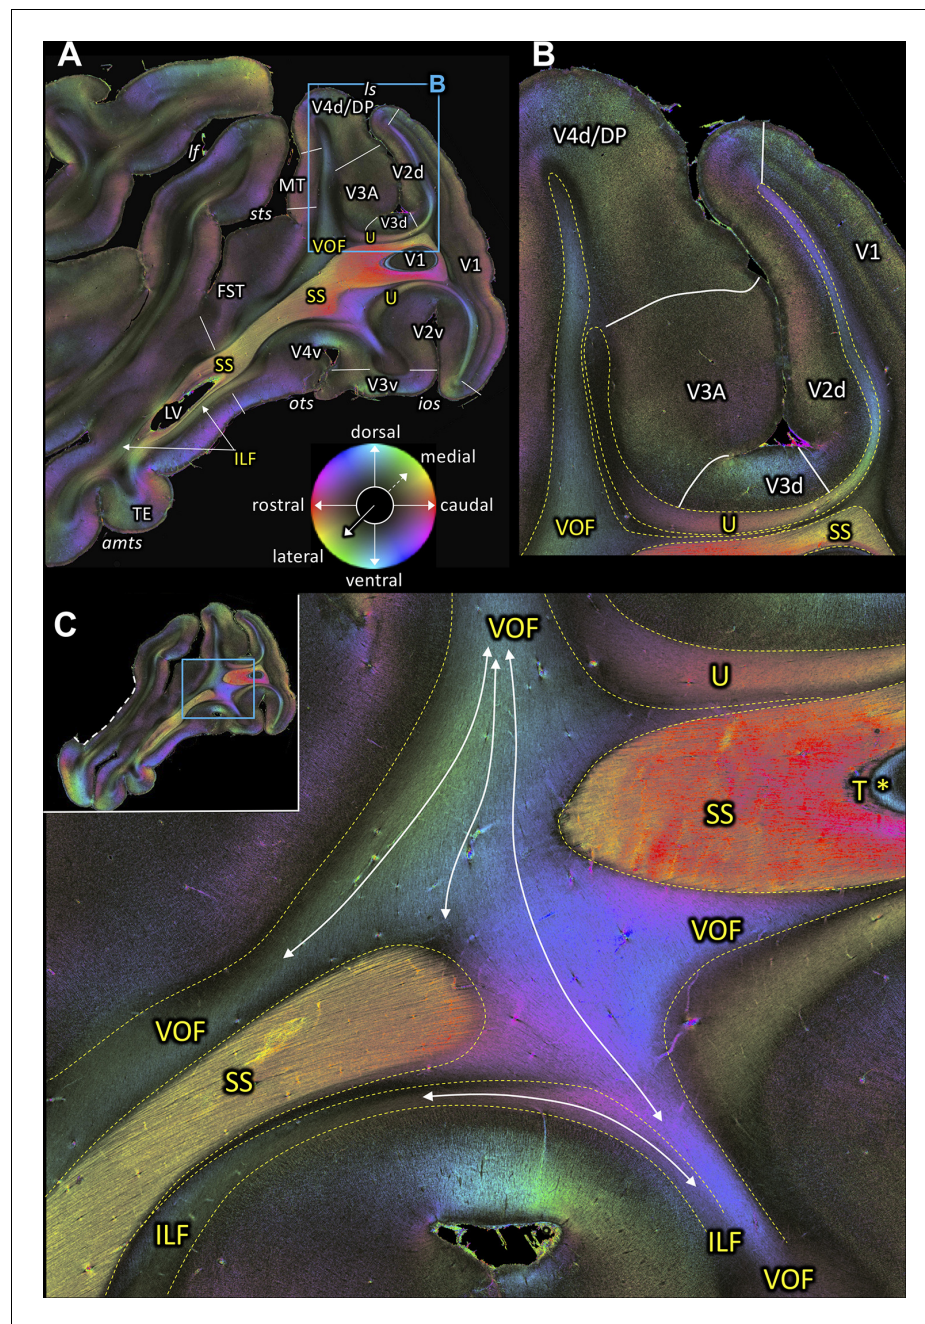 A
B
ls
V4d/DP
lf
V2d
MT
V3A
sts
V3d
U
VOF
V1
V1
FST
SS
U
V2v
V4v
SS
V3v
LV
ots
ios
ILF
TE
amts
dorsal
medial
rostral
caudal
lateral
ventral
B
V4d/DP
V1
V3A
V2d
V3d
VOF
U
SS
C
VOF
U
T *
SS
VOF
VOF
SS
ILF
ILF
VOF